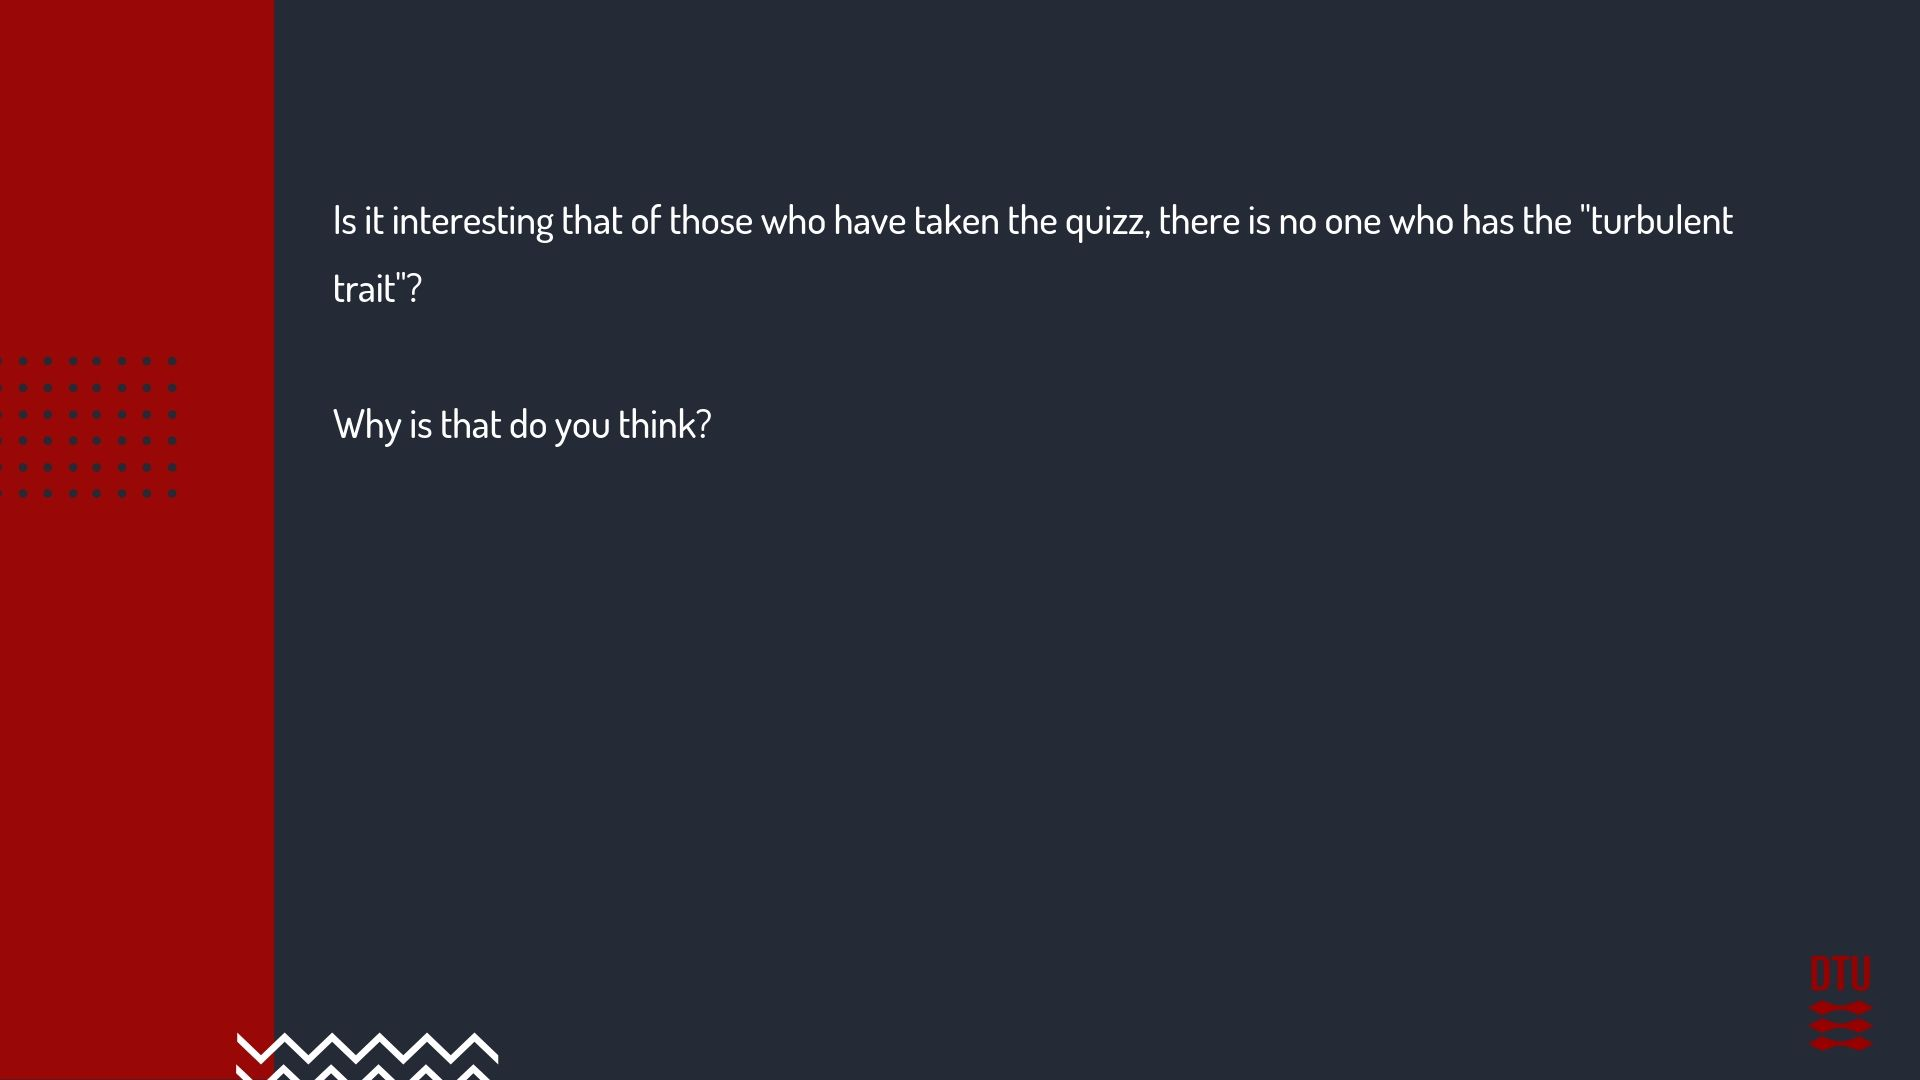 Is it interesting that of those who have taken the quizz, there is no one who has the "turbulent
trait"?
Why is that do you think?
DTU